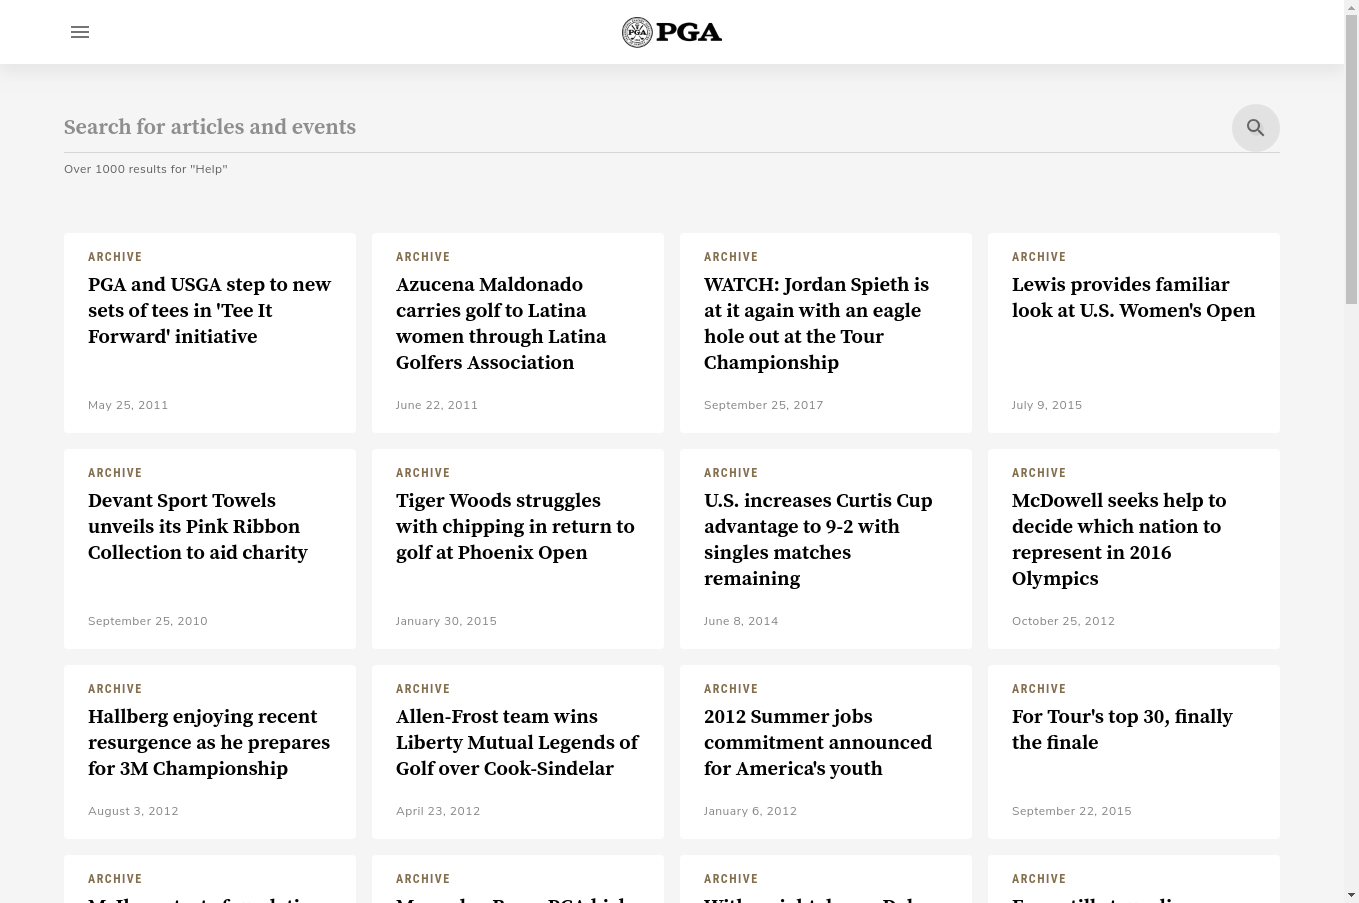 PGA
Search for articles and events
Over 1000 results for "Help"
ARCHIVE
PGA and USGA step to new
sets of tees in 'Tee It
Forward' initiative
May 25, 2011
ARCHIVE
Azucena Maldonado
carries golf to Latina
women through Latina
Golfers Association
June 22, 2011
ARCHIVE
WATCH: Jordan Spieth is
at it again with an eagle
hole out at the Tour
Championship
September 25, 2017
ARCHIVE
Lewis provides familiar
look at U.S. Women's Open
July 9, 2015
ARCHIVE
Devant Sport Towels
unveils its Pink Ribbon
Collection to aid charity
September 25, 2010
ARCHIVE
Tiger Woods struggles
with chipping in return to
golf at Phoenix Open
January 30, 2015
ARCHIVE
U.S. increases Curtis Cup
advantage to 9-2 with
singles matches
remaining
June 8, 2014
ARCHIVE
McDowell seeks help to
decide which nation to
represent in 2016
Olympics
October 25, 2012
ARCHIVE
Hallberg enjoying recent
resurgence as he prepares
for 3M Championship
August 3, 2012
ARCHIVE
Allen-Frost team wins
Liberty Mutual Legends of
Golf over Cook-Sindelar
April 23, 2012
ARCHIVE
2012 Summer jobs
commitment announced
for America's youth
January 6, 2012
ARCHIVE
For Tour's top 30, finally
the finale
September 22, 2015
ARCHIVE
ARCHIVE
ARCHIVE
ARCHIVE